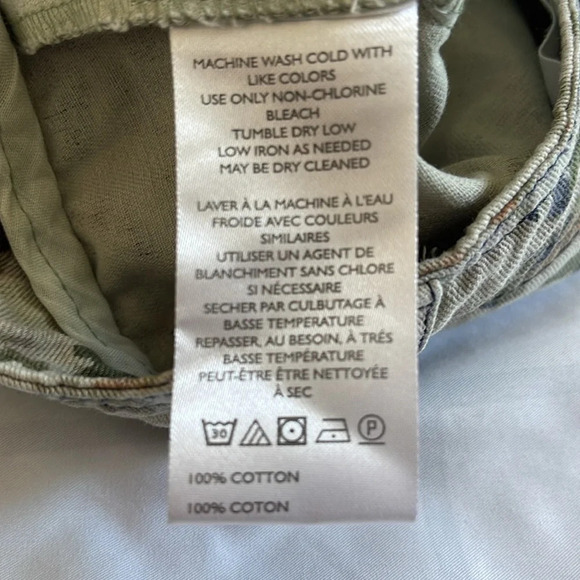 MACHINE WASH COLD WITH
LIKE COLORS
USE ONLY NON-CHLORINE
BLEACH
TUMBLE DRY LOW
LOW IRON AS NEEDED
MAY BE DRY CLEANED
LAVER À LA MACHINE À L'EAU
FROIDE AVEC COULEURS
SIMILAIRES
UTILISER UN AGENT DE
BLANCHIMENT SANS CHLORE
SI NÉCESSAIRE
SECHER PAR CULBUTAGE À
BASSE TEMPERATURE
REPASSER, AU BESOIN, À TRÉS
BASSE TEMPÉRATURE
PEUT-ÊTRE ÊTRE NETTOYÉE
À SEC
30 P
100% COTTON
100% COTON